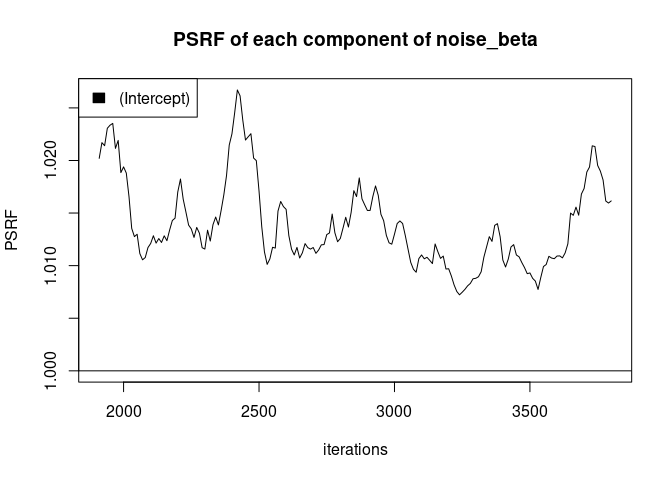 PSRF of each component of noise_beta
(Intercept)
PSRF
1.020
1.010
1.000
2000 2500 3000 3500
iterations